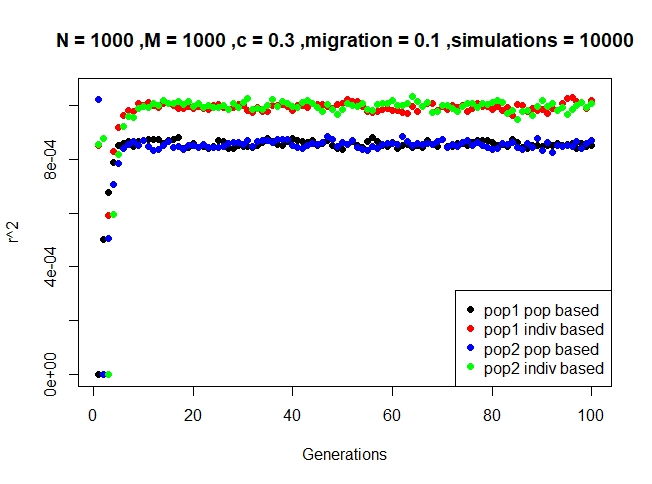 N = 1000 ,M = 1000 ,c = 0.3 ,migration = 0.1 ,simulations = 10000
r^2
8e-04
4e-04
0e+00
pop1 pop based
pop1 indiv based
pop2 pop based
pop2 indiv based
0 20 40 60 80 100
Generations